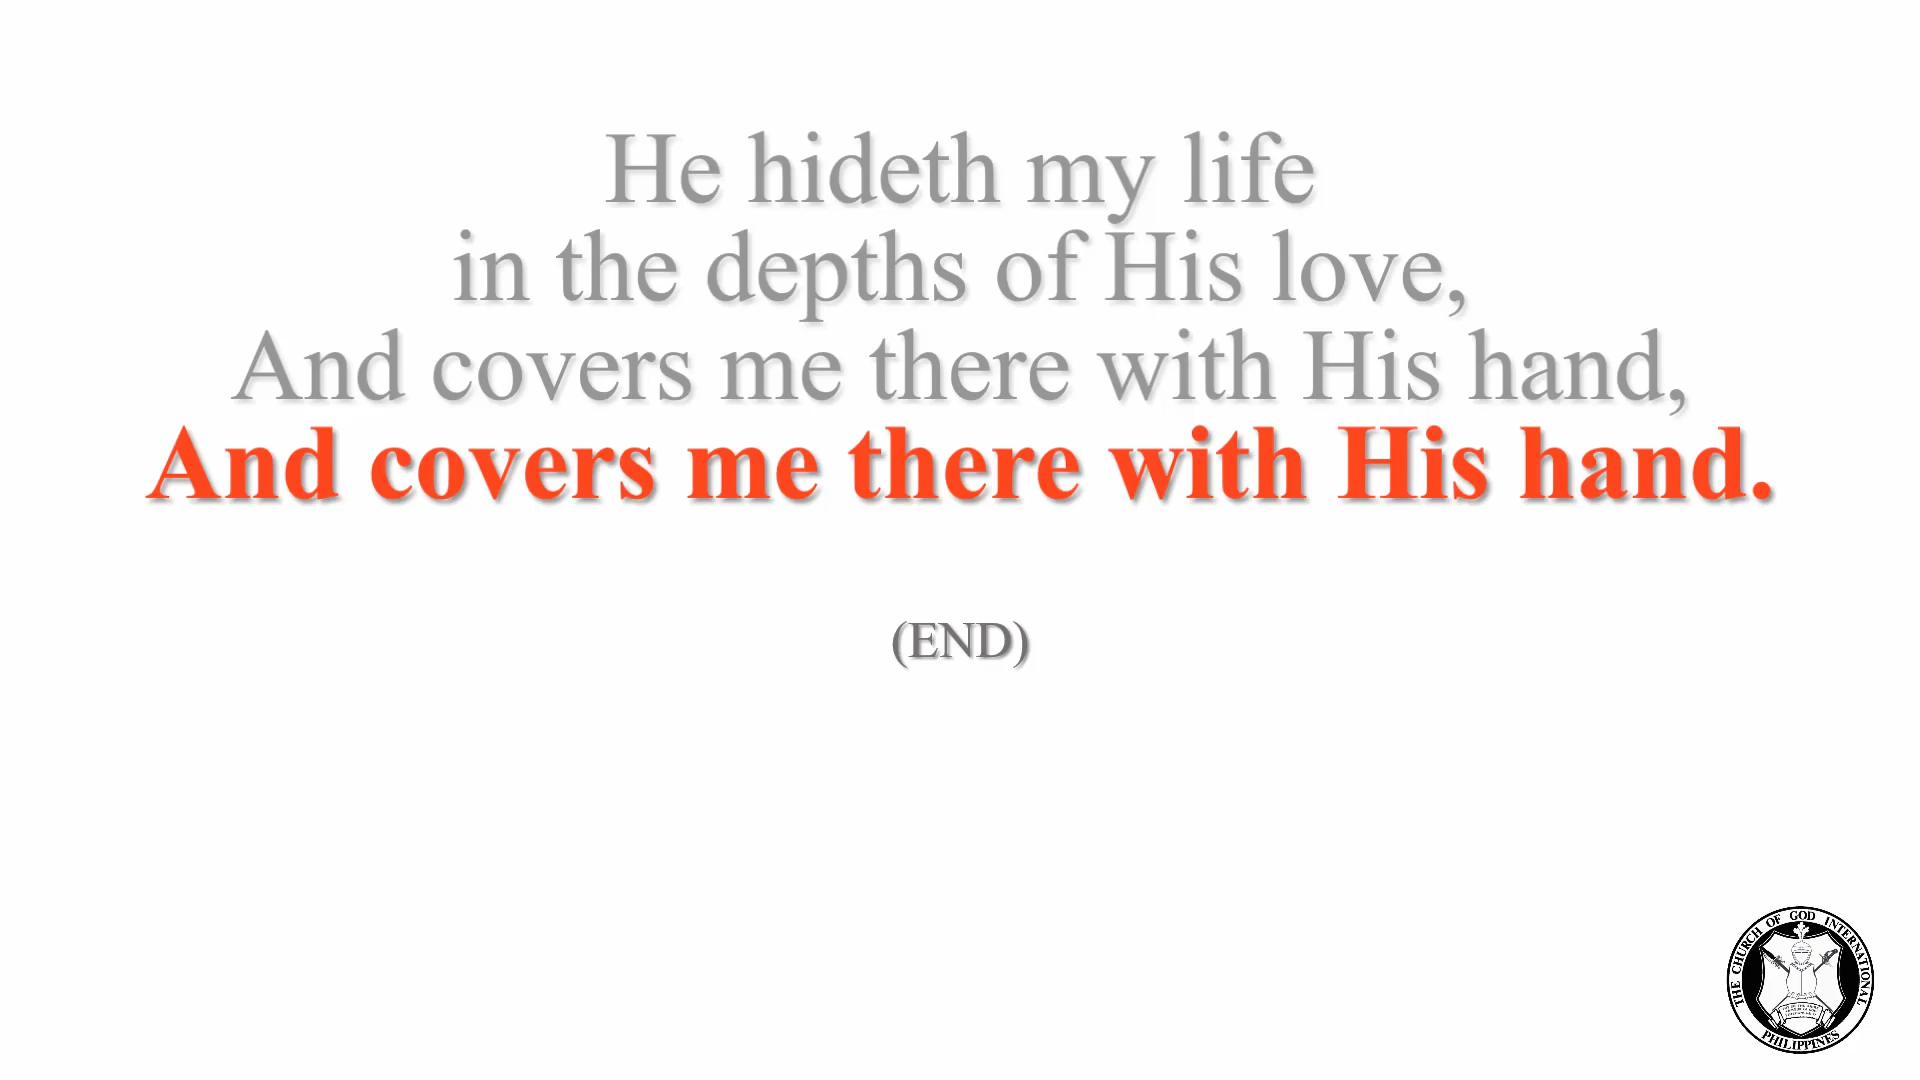 He hideth my life
in the depths of His love,
And covers me there with His hand,
And covers me there with His hand.
(END)
THE CHURCH OF GOD INTERNATIONAL
PHILIPPINES